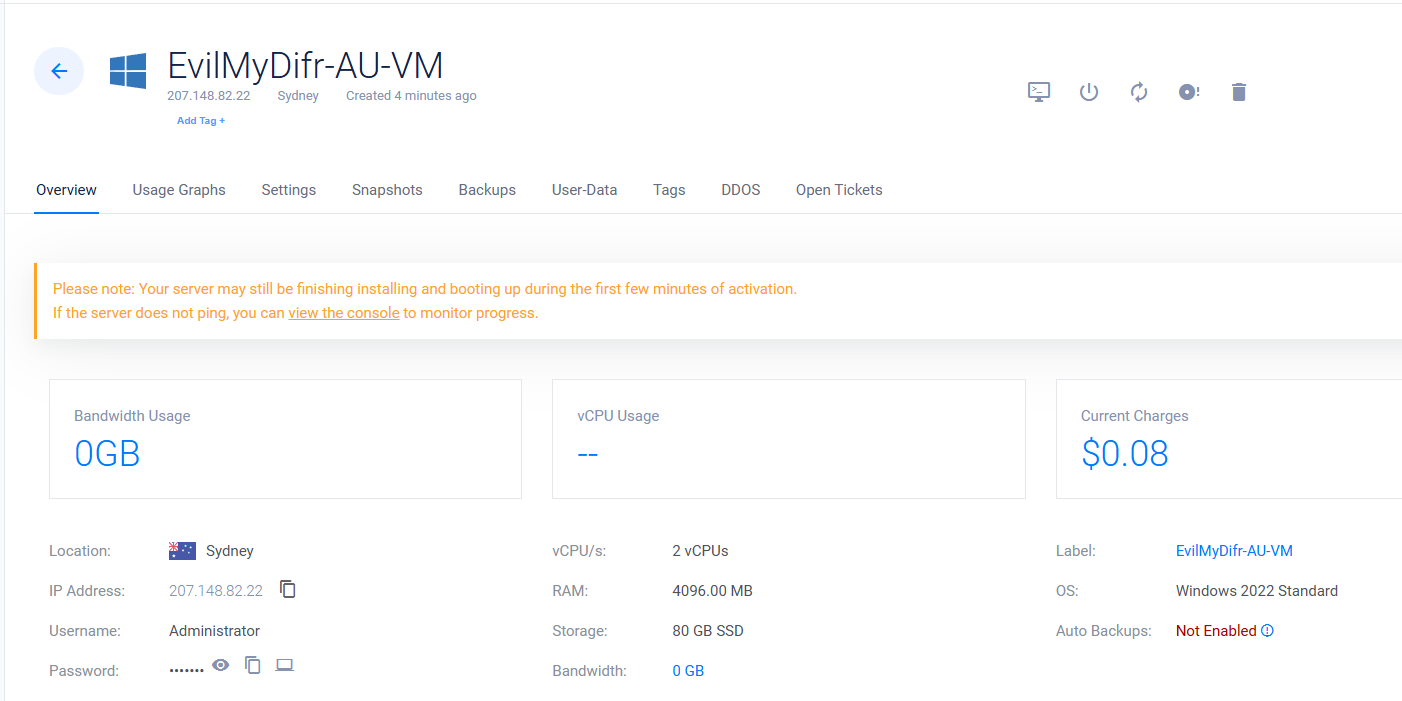 EvilMyDifr-AU-VM
207.148.82.22 Sydney Created 4 minutes ago
Add Tag +
Overview Usage Graphs Settings Snapshots Backups User-Data Tags DDOS Open Tickets
Please note: Your server may still be finishing installing and booting up during the first few minutes of activation.
If the server does not ping, you can view the console to monitor progress.
Bandwidth Usage vCPU Usage Current Charges
0GB -- $0.08
Location: Sydney vCPU/s: 2 vCPUs Label: EvilMyDifr-AU-VM
IP Address: 207.148.82.22 RAM: 4096.00 MB OS: Windows 2022 Standard
Username: Administrator Storage: 80 GB SSD Auto Backups: Not Enabled
Password: ••••••• Bandwidth: 0 GB